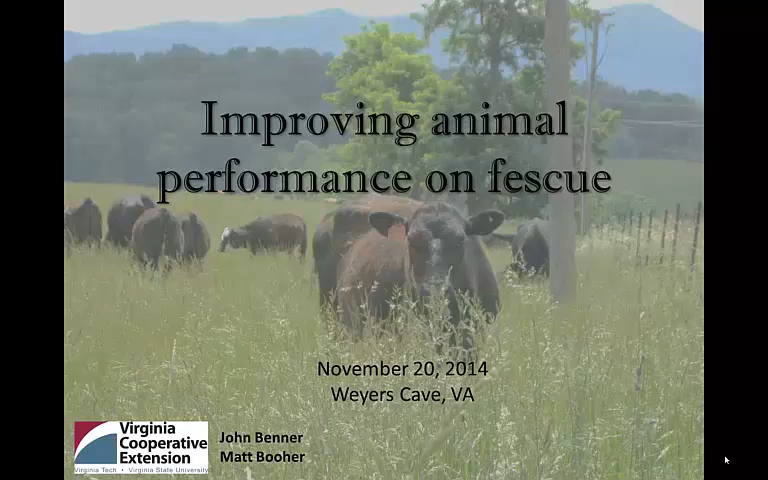 Improving animal
performance on fescue
November 20, 2014
Weyers Cave, VA
Virginia
Cooperative
Extension
Virginia Tech • Virginia State University
John Benner
Matt Booher